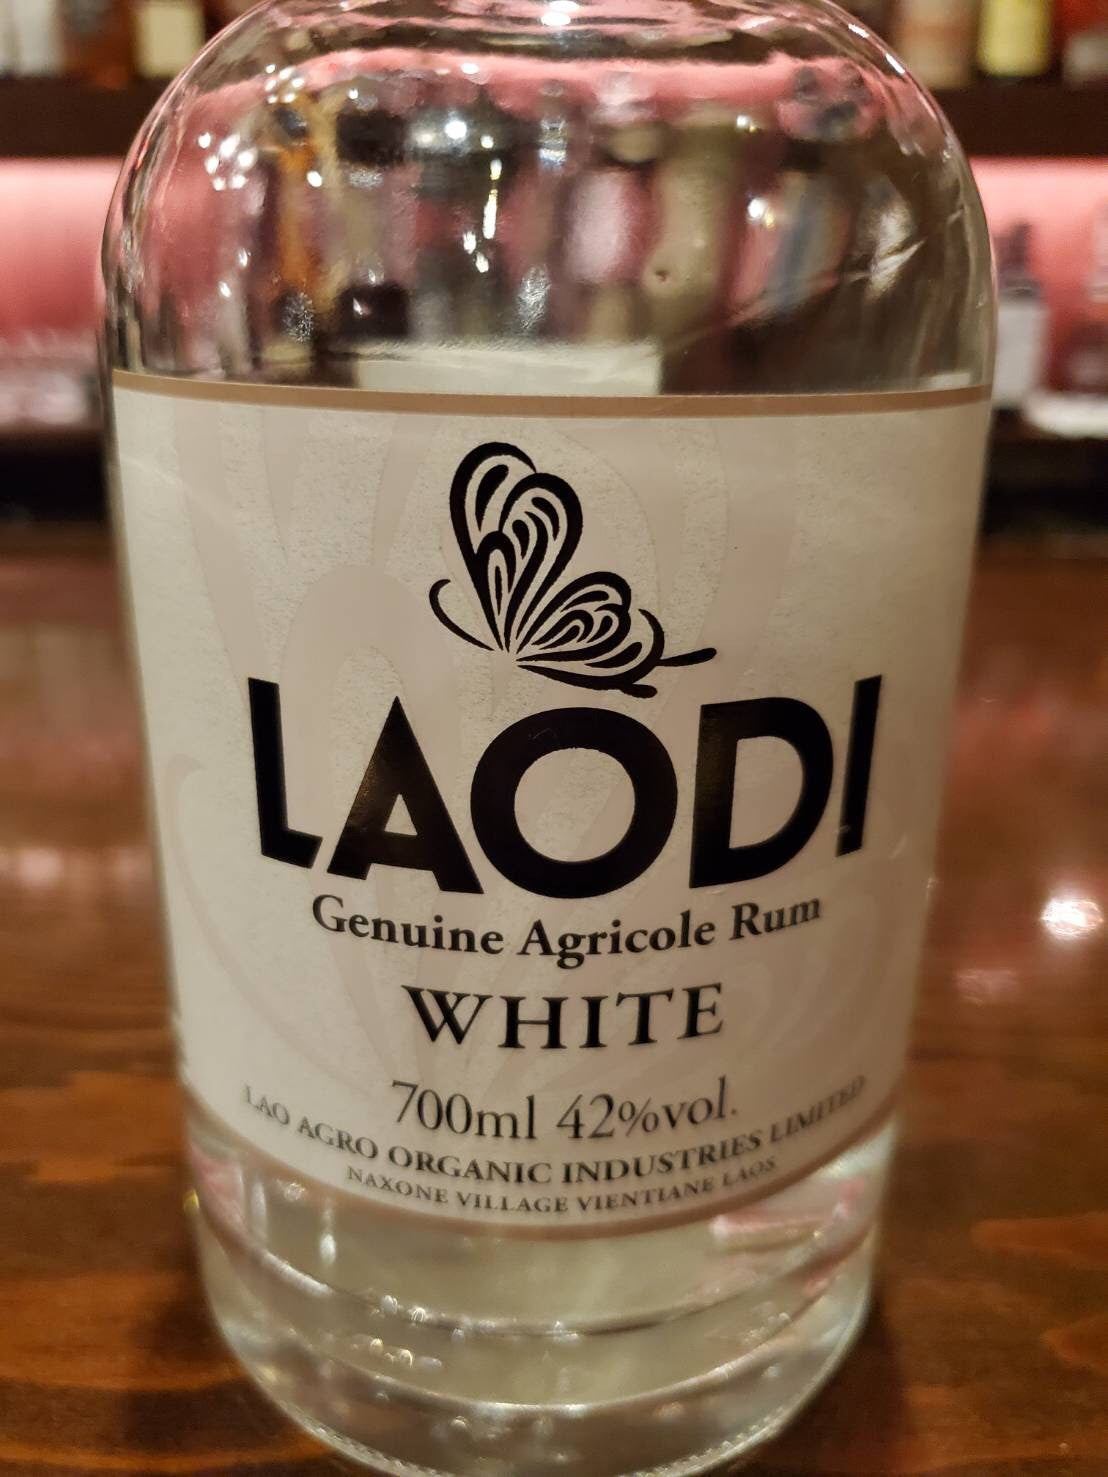 LAODI
Genuine Agricole Rum
WHITE
700ml 42%vol.
LAO AGRO ORGANIC INDUSTRIES LIMITED
NAXONE VILLAGE VIENTIANE LAOS